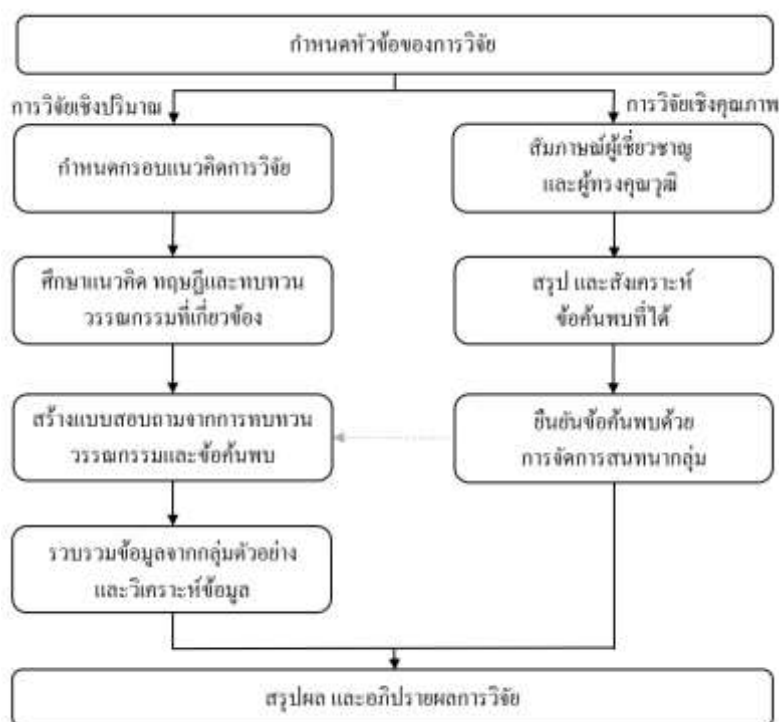 กำหนดหัวข้อของการวิจัย
การวิจัยเชิงปริมาณ
การวิจัยเชิงคุณภาพ
กำหนดกรอบแนวคิดการวิจัย
สัมภาษณ์ผู้เชี่ยวชาญ
และผู้ทรงคุณวุฒิ
ศึกษาแนวคิด ทฤษฎีและทบทวน
วรรณกรรมที่เกี่ยวข้อง
สรุป และสังเคราะห์
ข้อค้นพบที่ได้
สร้างแบบสอบถามจากการทบทวน
วรรณกรรมและข้อค้นพบ
ยืนยันข้อค้นพบด้วย
การจัดการสนทนากลุ่ม
รวบรวมข้อมูลจากกลุ่มตัวอย่าง
และวิเคราะห์ข้อมูล
สรุปผล และอภิปรายผลการวิจัย